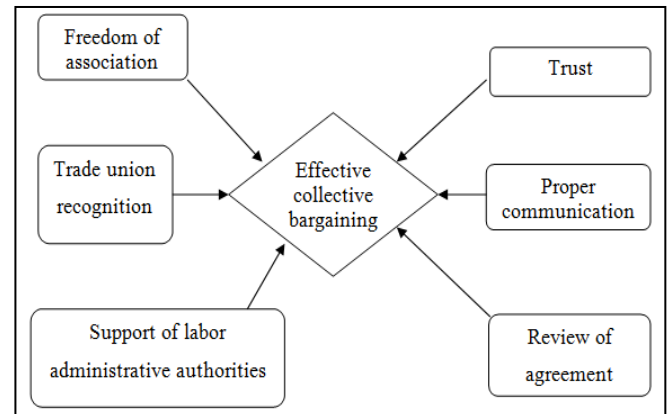 Freedom of
association
Trust
Trade union
recognition
Effective
collective
bargaining
Proper
communication
Support of labor
administrative authorities
Review of
agreement